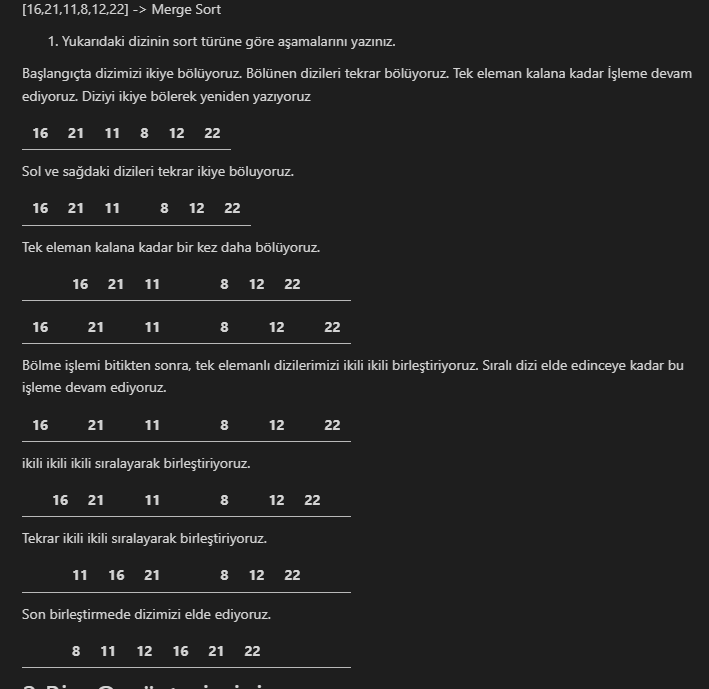 [16,21,11,8,12,22] -> Merge Sort
1. Yukarıdaki dizinin sort türüne göre aşamalarını yazınız.
Başlangıçta dizimizi ikiye bölüyoruz. Bölünen dizileri tekrar bölüyoruz. Tek eleman kalana kadar İşleme devam
ediyoruz. Diziyi ikiye bölerek yeniden yazıyoruz
16 21 11 8 12 22
Sol ve sağdaki dizileri tekrar ikiye böluyoruz.
16 21 11 8 12 22
Tek eleman kalana kadar bir kez daha bölüyoruz.
16 21 11 8 12 22
16 21 11 8 12 22
Bölme işlemi bitikten sonra, tek elemanlı dizilerimizi ikili ikili birleştiriyoruz. Sıralı dizi elde edinceye kadar bu
işleme devam ediyoruz.
16 21 11 8 12 22
ikili ikili ikili sıralayarak birleştiriyoruz.
16 21 11 8 12 22
Tekrar ikili ikili sıralayarak birleştiriyoruz.
11 16 21 8 12 22
Son birleştirmede dizimizi elde ediyoruz.
8 11 12 16 21 22